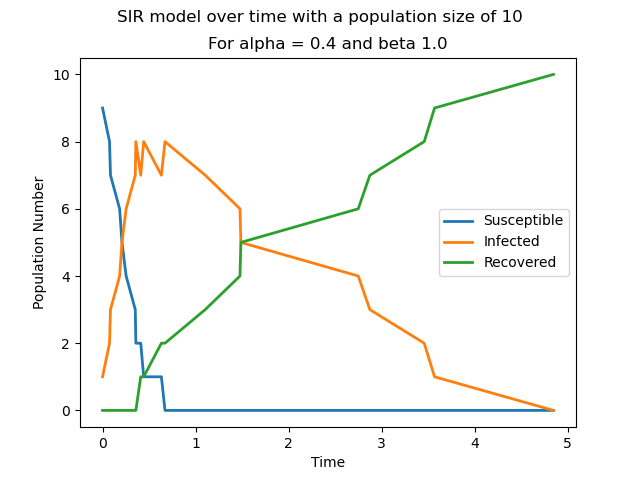 SIR model over time with a population size of 10
For alpha = 0.4 and beta 1.0
10
8
6
4
2
0
Population Number
Susceptible
Infected
Recovered
0 1 2 3 4 5
Time